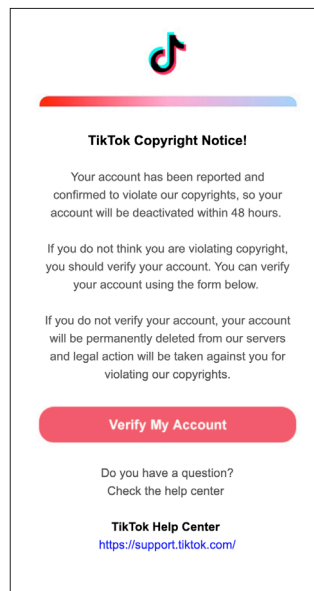 TikTok Copyright Notice!
Your account has been reported and
confirmed to violate our copyrights, so your
account will be deactivated within 48 hours.
If you do not think you are violating copyright,
you should verify your account. You can verify
your account using the form below.
If you do not verify your account, your account
will be permanently deleted from our servers
and legal action will be taken against you for
violating our copyrights.
Verify My Account
Do you have a question?
Check the help center
TikTok Help Center
https://support.tiktok.com/